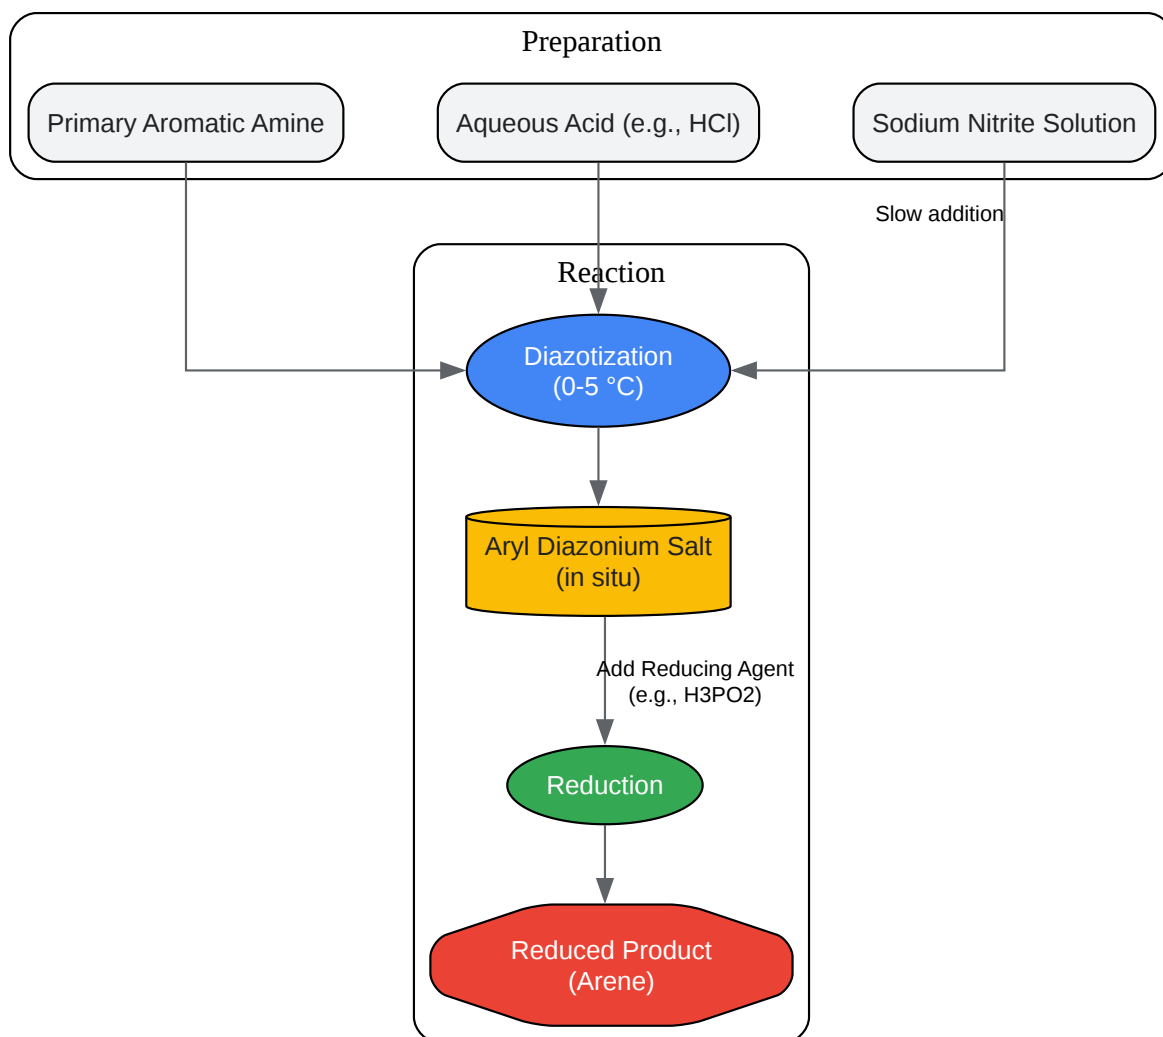 Preparation
Primary Aromatic Amine
Aqueous Acid (e.g., HCl)
Sodium Nitrite Solution
Slow addition
Reaction
Diazotization
(0-5 °C)
Aryl Diazonium Salt
(in situ)
Add Reducing Agent
(e.g., H3PO2)
Reduction
Reduced Product
(Arene)